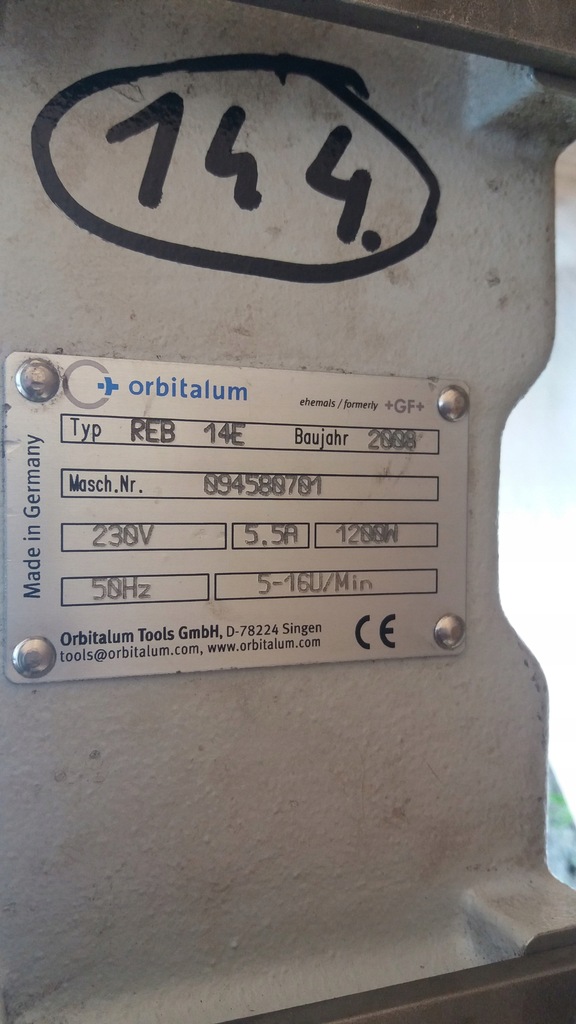 144.
orbitalum
ehemals / formerly +GF+
Typ REB 14E Baujahr 2008
Masch.Nr. 094580701
230V 5.5A 1200W
50Hz 5-16U/Min
Orbitalum Tools GmbH, D-78224 Singen
tools@orbitalum.com, www.orbitalum.com
CE
Made in Germany